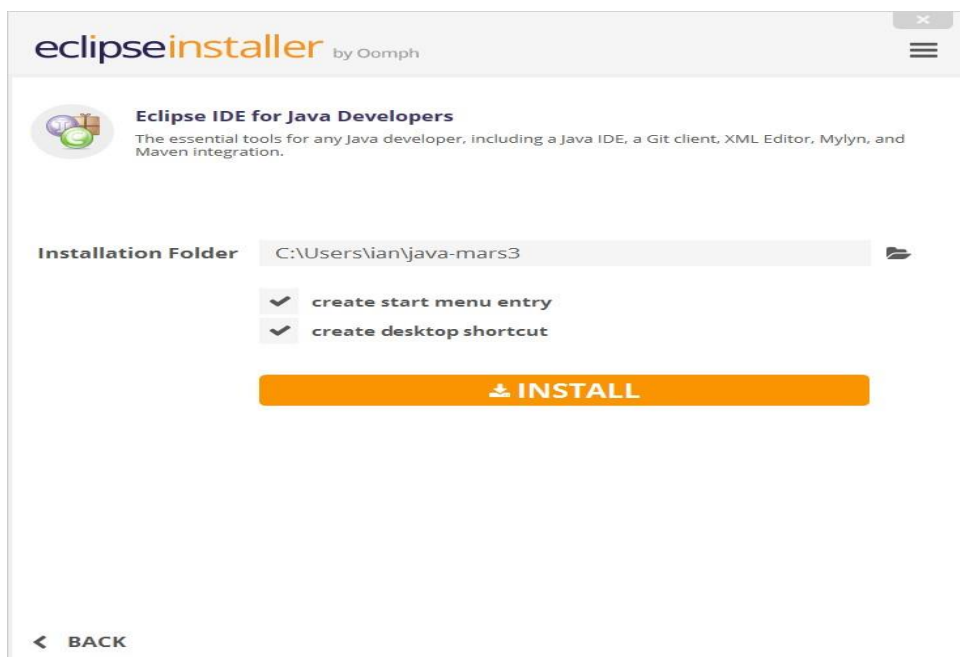 eclipseinstaller by Oomph
Eclipse IDE for Java Developers
The essential tools for any Java developer, including a Java IDE, a Git client, XML Editor, Mylyn, and
Maven integration.
Installation Folder C:\Users\ian\java-mars3
create start menu entry
create desktop shortcut
INSTALL
BACK